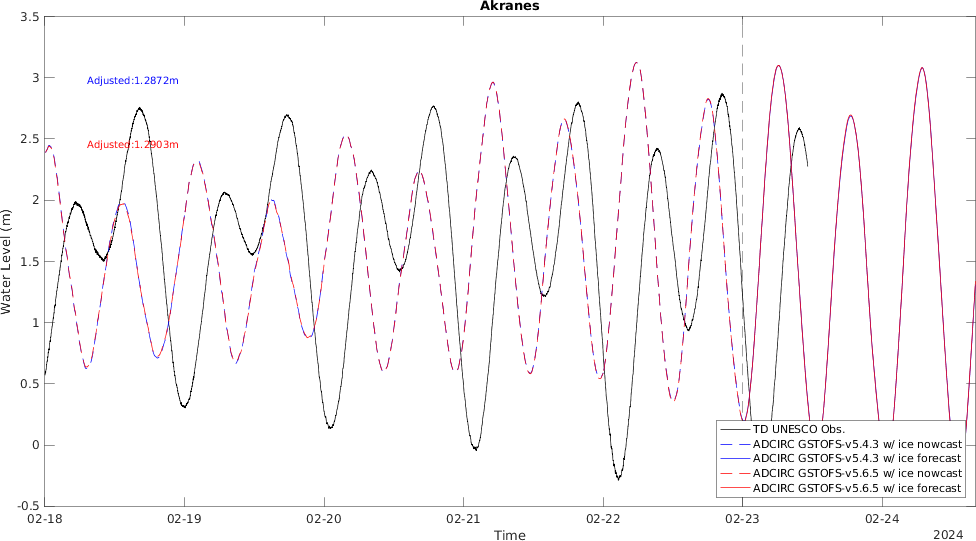 Akranes
3.5
3
2.5
2
1.5
1
0.5
0
-0.5
Water Level (m)
Adjusted:1.2872m
Adjusted:1.2903m
TD UNESCO Obs.
ADCIRC GSTOFS-v5.4.3 w/ ice nowcast
ADCIRC GSTOFS-v5.4.3 w/ ice forecast
ADCIRC GSTOFS-v5.6.5 w/ ice nowcast
ADCIRC GSTOFS-v5.6.5 w/ ice forecast
02-18 02-19 02-20 02-21 02-22 02-23 02-24
Time
2024